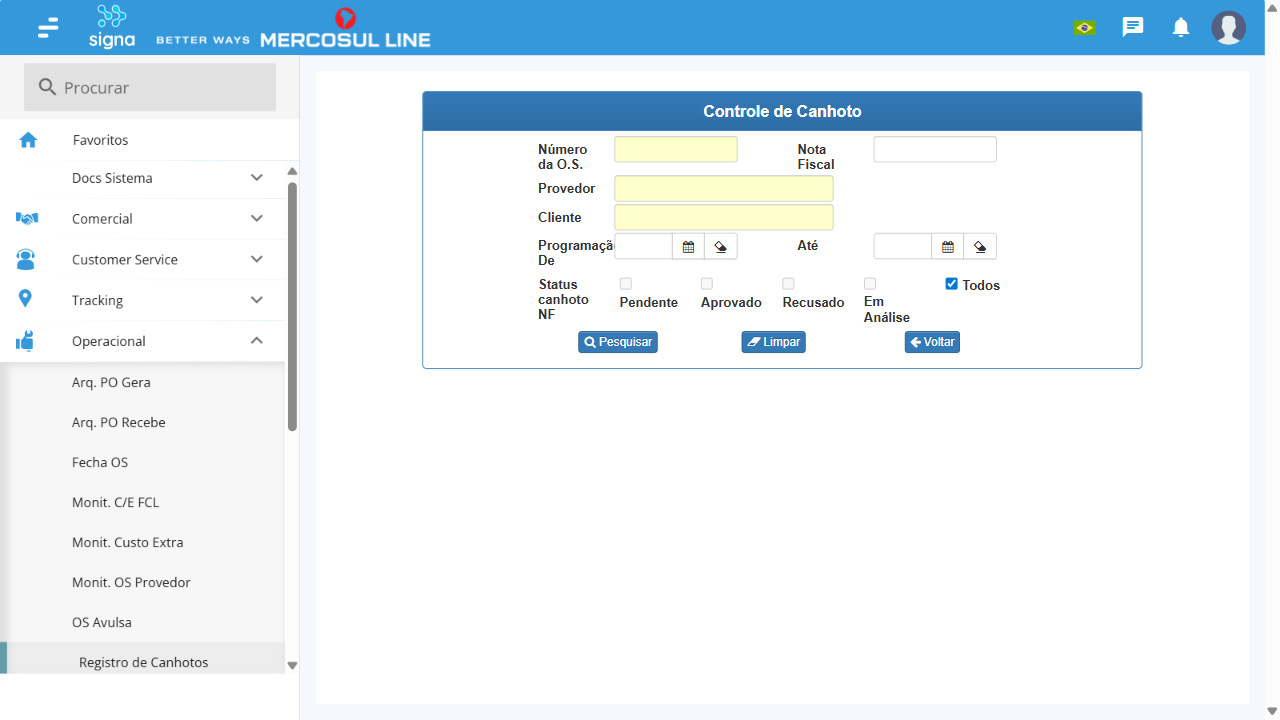 signa
BETTER WAYS
MERCOSUL LINE
Procurar
Favoritos
Docs Sistema
Comercial
Customer Service
Tracking
Operacional
Arq. PO Gera
Arq. PO Recebe
Fecha OS
Monit. C/E FCL
Monit. Custo Extra
Monit. OS Provedor
OS Avulsa
Registro de Canhotos
Controle de Canhoto
Número
da O.S.
Nota
Fiscal
Provedor
Cliente
Programaçã
De
Até
Status
canhoto
NF
Pendente
Aprovado
Recusado
Em
Análise
Todos
Pesquisar
Limpar
Voltar